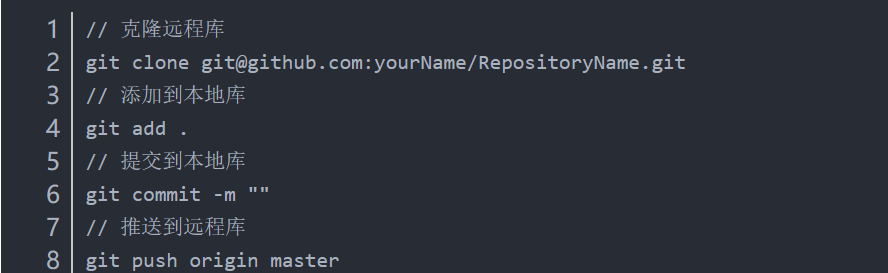 1 // 克隆远程库
2 git clone git@github.com:yourName/RepositoryName.git
3 // 添加到本地库
4 git add .
5 // 提交到本地库
6 git commit -m ""
7 // 推送到远程库
8 git push origin master